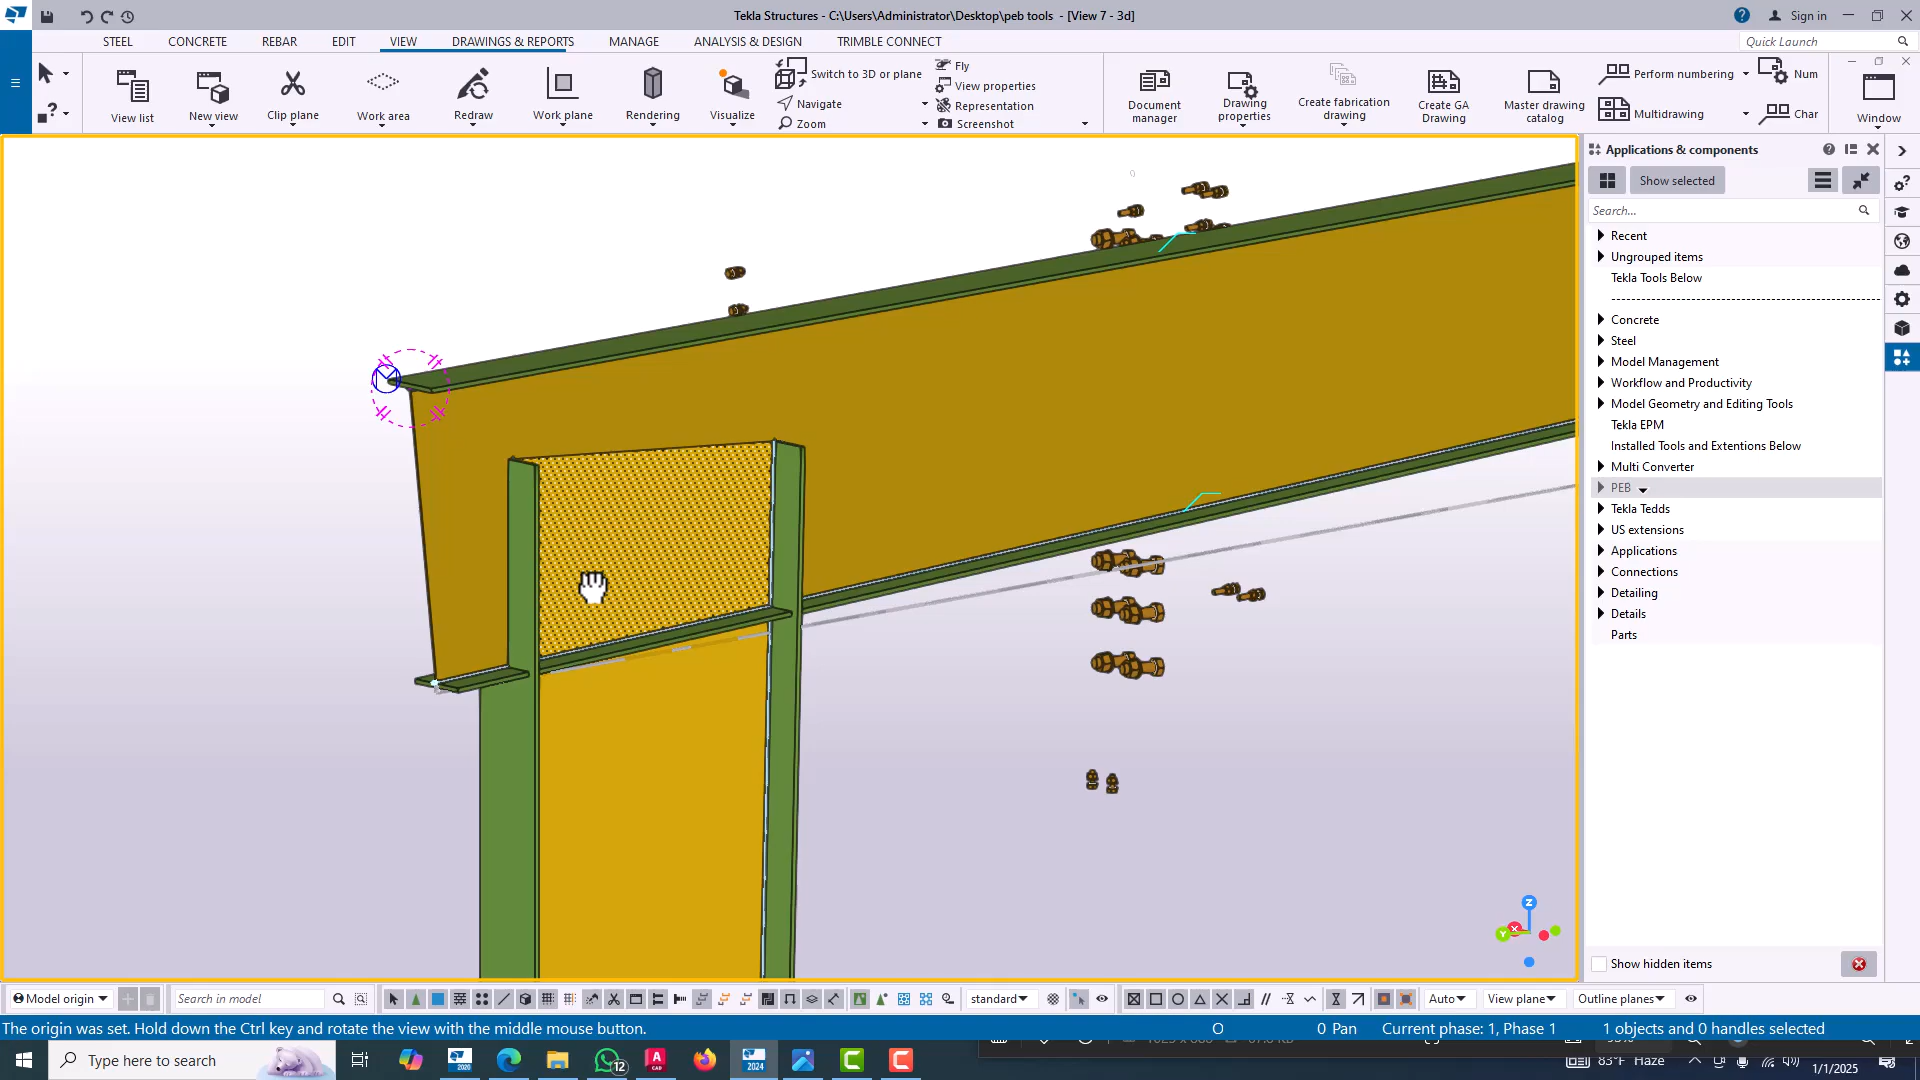 Tekla Structures - C:\Users\Administrator\Desktop\peb tools - [View 7 - 3d]
Sign in
STEEL CONCRETE REBAR EDIT VIEW DRAWINGS & REPORTS MANAGE ANALYSIS & DESIGN TRIMBLE CONNECT
Quick Launch
View list
New view
Clip plane
Work area
Redraw
Work plane
Rendering
Visualize
Switch to 3D or plane
Navigate
Zoom
Fly
View properties
Representation
Screenshot
Document
manager
Drawing
properties
Create fabrication
drawing
Create GA
Drawing
Master drawing
catalog
Perform numbering
Multidrawing
Num
Char
Window
Applications & components
Show selected
Search...
Recent
Ungrouped items
Tekla Tools Below
Concrete
Steel
Model Management
Workflow and Productivity
Model Geometry and Editing Tools
Tekla EPM
Installed Tools and Extentions Below
Multi Converter
PEB
Tekla Tedds
US extensions
Applications
Connections
Detailing
Details
Parts
Show hidden items
Z
X
Y
Model origin
Search in model
standard
Auto
View plane
Outline planes
The origin was set. Hold down the Ctrl key and rotate the view with the middle mouse button.
O
0 Pan
Current phase: 1, Phase 1
1 objects and 0 handles selected
Type here to search
2020
12
CAD
2024
83°F Haze
1/1/2025